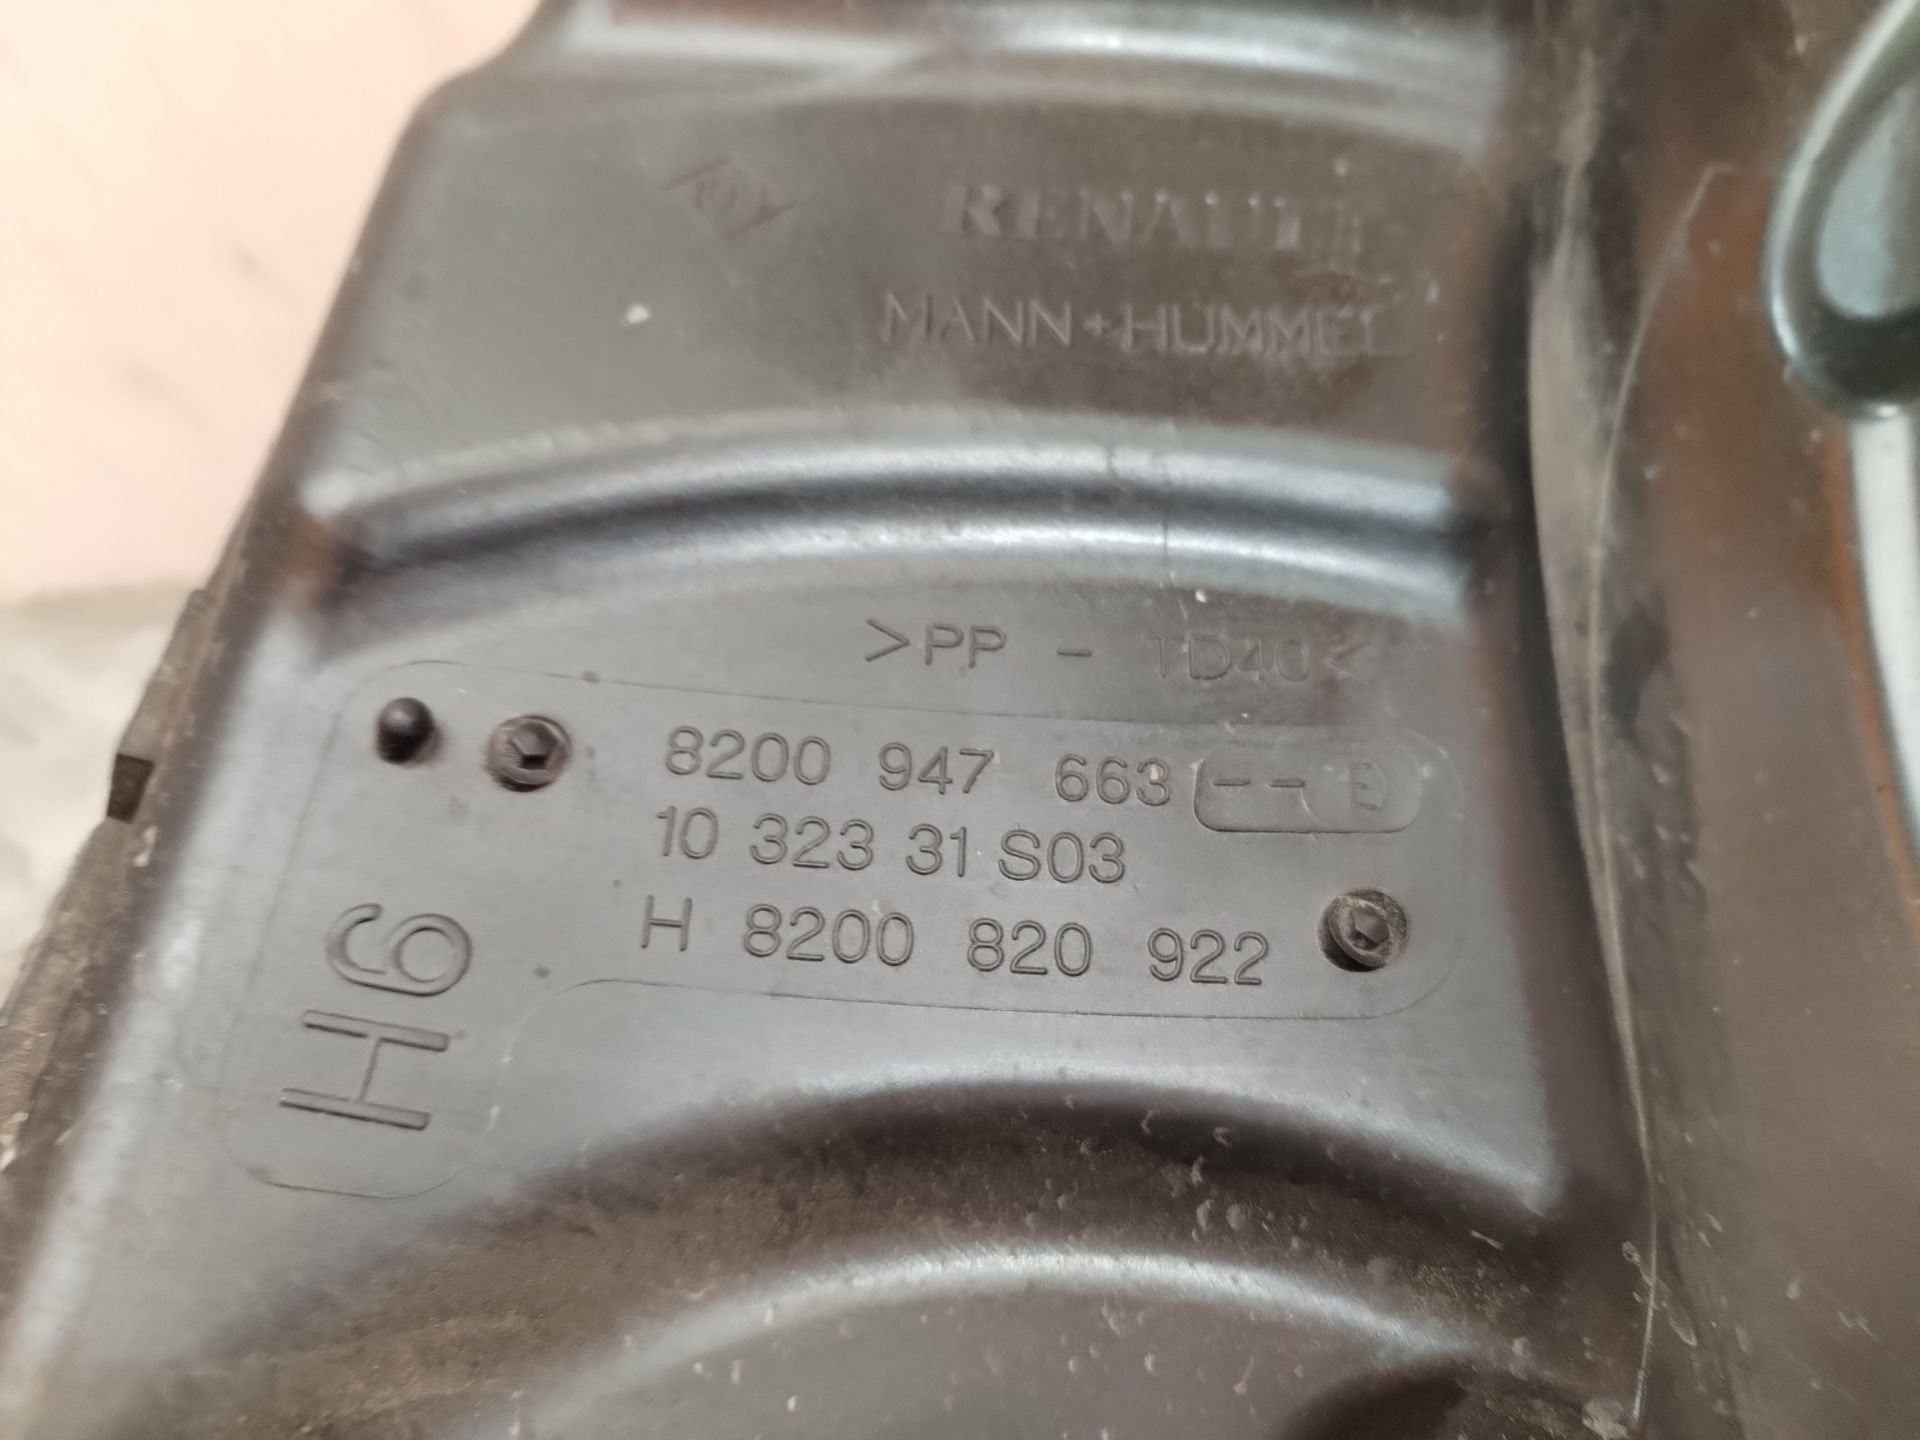 RENAULT
MANN+HUMMEL
>PP - TD40<
8200 947 663 -- E
10 323 31 S03
H 8200 820 922
H6